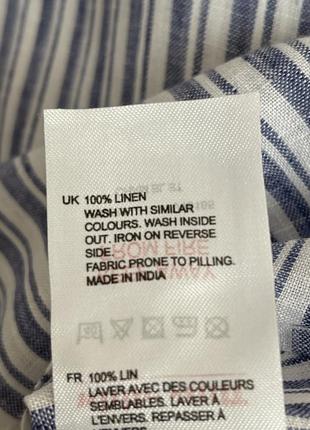 UK 100% LINEN
WASH WITH SIMILAR
COLOURS. WASH INSIDE
OUT. IRON ON REVERSE
SIDE
FABRIC PRONE TO PILLING.
MADE IN INDIA
FR 100% LIN
LAVER AVEC DES COULEURS
SEMBLABLES. LAVER À
L'ENVERS. REPASSER À